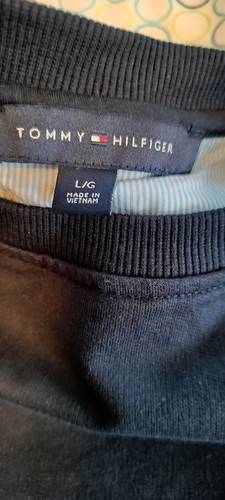 TOMMY HILFIGER
L/G
MADE IN
VIETNAM